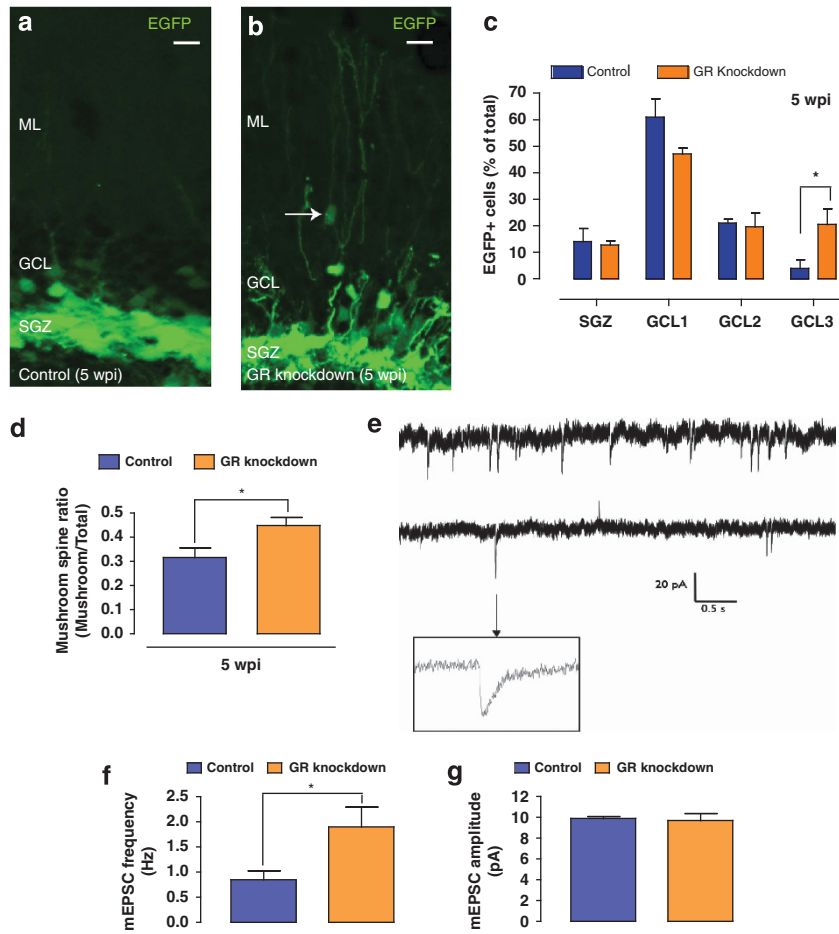 a
EGFP
ML
GCL
SGZ
Control (5 wpi)
b
EGFP
ML
GCL
SGZ
GR knockdown (5 wpi)
c
Control
GR Knockdown
5 wpi
EGFP+ cells (% of total)
70
60
50
40
30
20
10
0
*
SGZ
GCL1
GCL2
GCL3
d
Control
GR knockdown
Mushroom spine ratio
(Mushroom/Total)
0.5
0.4
0.3
0.2
0.1
0.0
*
5 wpi
e
20 pA
0.5 s
f
Control
GR knockdown
mEPSC frequency
(Hz)
2.5
2.0
1.5
1.0
0.5
0.0
*
g
Control
GR knockdown
mEPSC amplitude
(pA)
12
10
8
6
4
2
0